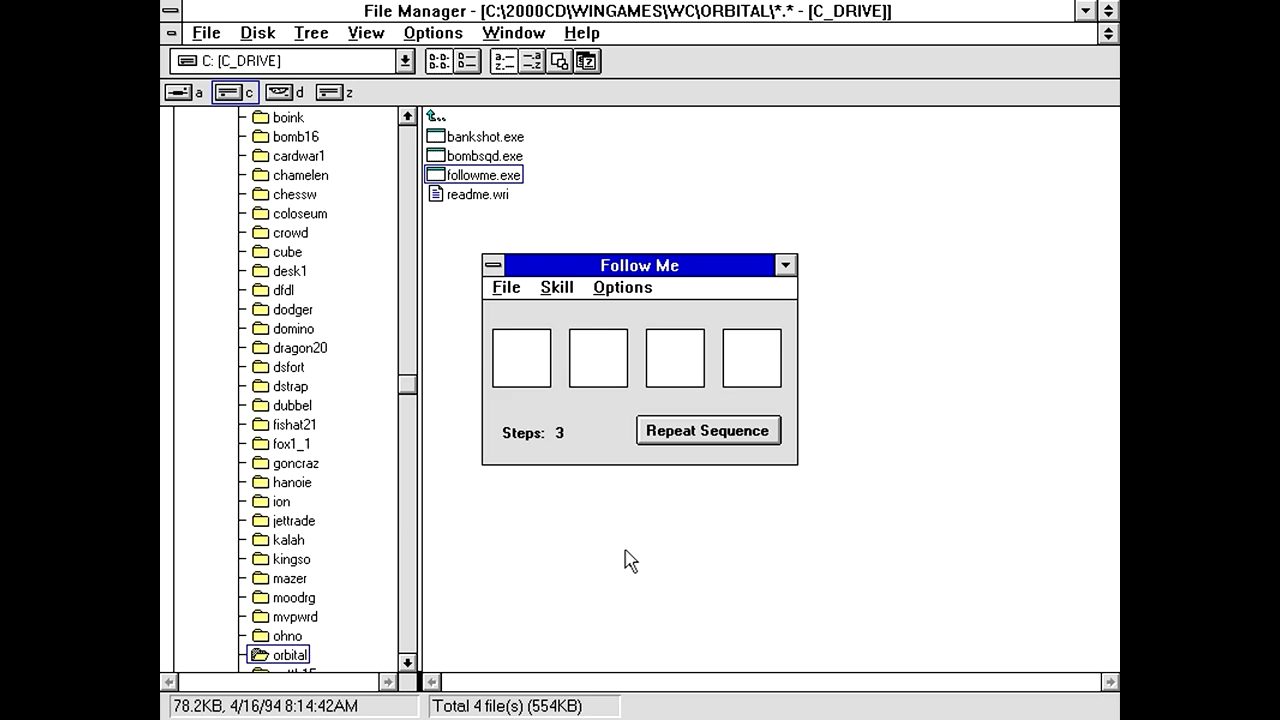 File Manager - [C:\2000CD\WINGAMES\WC\ORBITAL\*.* - [C_DRIVE]]
File Disk Tree View Options Window Help
C: [C_DRIVE]
a c d z
boink
bomb16
cardwar1
chamelen
chessw
coloseum
crowd
cube
desk1
dfdl
dodger
domino
dragon20
dsfort
dstrap
dubbel
fishat21
fox1_1
goncraz
hanoie
ion
jettrade
kalah
kingso
mazer
moodrg
mvpwrd
ohno
orbital
bankshot.exe
bombsqd.exe
followme.exe
readme.wri
Follow Me
File Skill Options
Steps: 3
Repeat Sequence
78.2KB, 4/16/94 8:14:42AM
Total 4 file(s) (554KB)